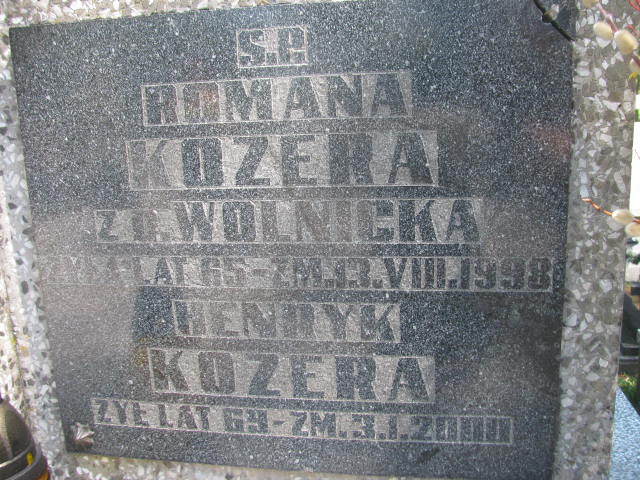 S.P.
ROMANA
KOZERA
Z D. WOLNICKA
ŻYŁA LAT 65 - ZM. 13. VIII. 1998
HENRYK
KOZERA
ŻYŁ LAT 69 - ZM. 3. I. 2000